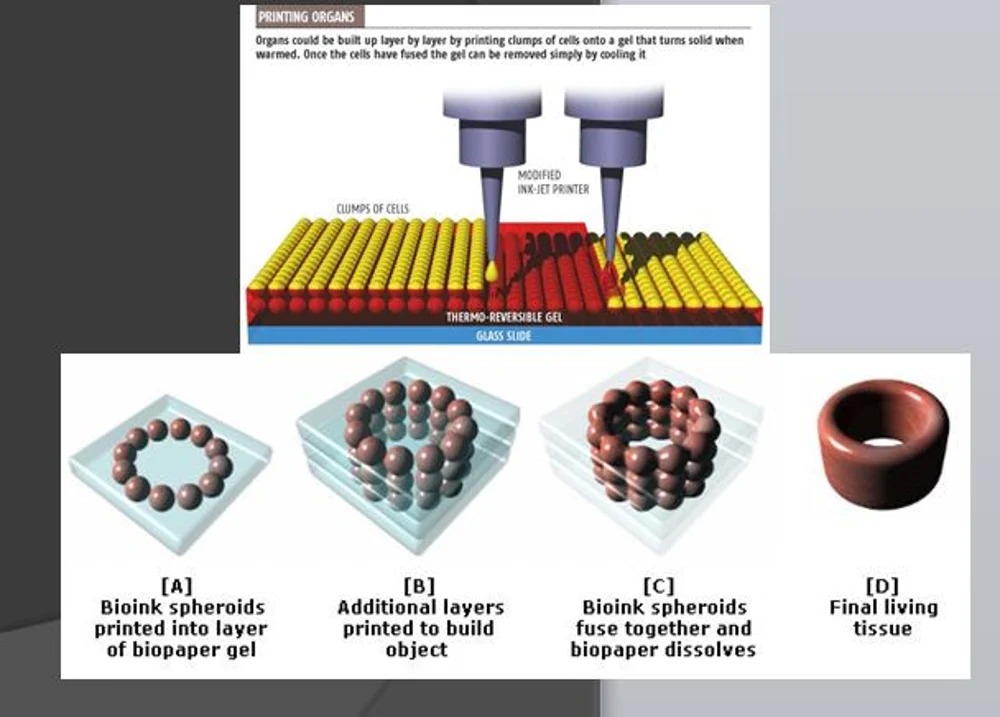 PRINTING ORGANS
Organs could be built up layer by layer by printing clumps of cells onto a gel that turns solid when
warmed. Once the cells have fused the gel can be removed simply by cooling it
MODIFIED
INK-JET PRINTER
CLUMPS OF CELLS
THERMO-REVERSIBLE GEL
GLASS SLIDE
[A]
Bioink spheroids
printed into layer
of biopaper gel
[B]
Additional layers
printed to build
object
[C]
Bioink spheroids
fuse together and
biopaper dissolves
[D]
Final living
tissue